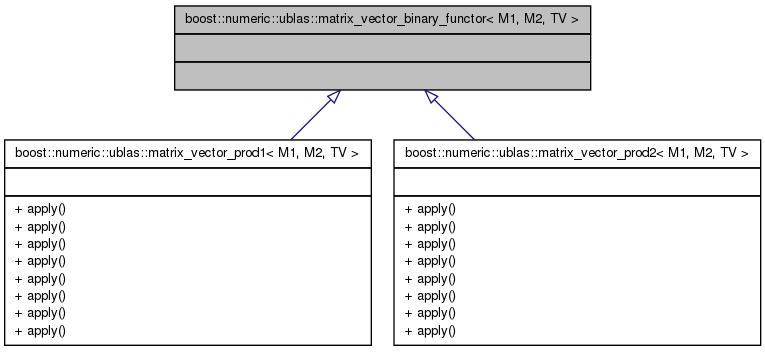 boost::numeric::ublas::matrix_vector_binary_functor< M1, M2, TV >
boost::numeric::ublas::matrix_vector_prod1< M1, M2, TV >
+ apply()
+ apply()
+ apply()
+ apply()
+ apply()
+ apply()
+ apply()
+ apply()
boost::numeric::ublas::matrix_vector_prod2< M1, M2, TV >
+ apply()
+ apply()
+ apply()
+ apply()
+ apply()
+ apply()
+ apply()
+ apply()